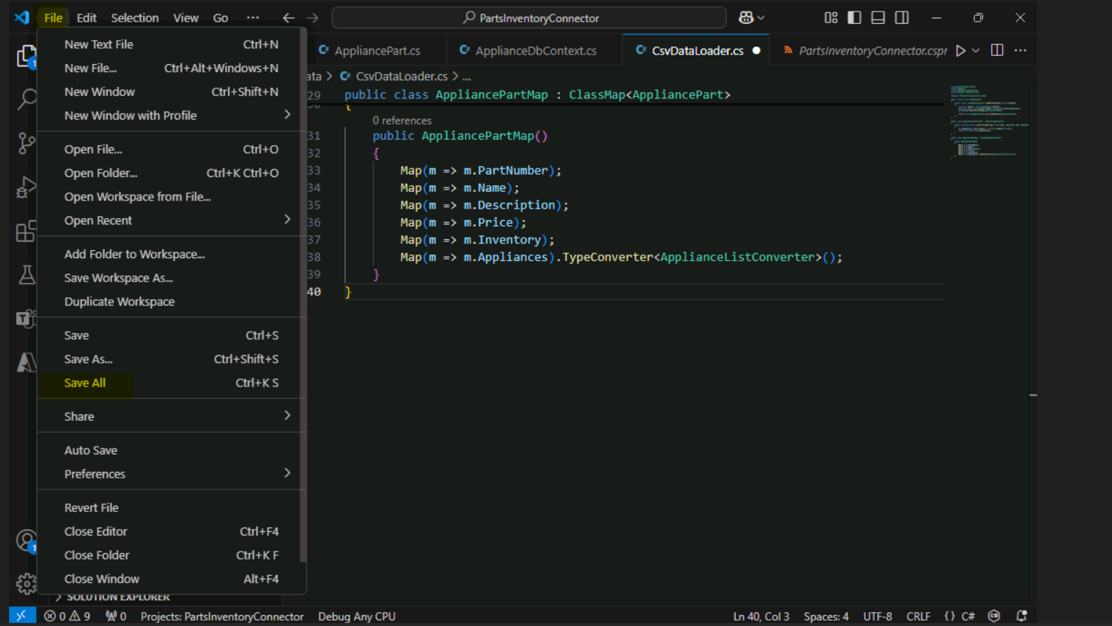 File Edit Selection View Go ··· PartsInventoryConnector
New Text File Ctrl+N
New File... Ctrl+Alt+Windows+N
New Window Ctrl+Shift+N
New Window with Profile
Open File... Ctrl+O
Open Folder... Ctrl+K Ctrl+O
Open Workspace from File...
Open Recent
Add Folder to Workspace...
Save Workspace As...
Duplicate Workspace
Save Ctrl+S
Save As... Ctrl+Shift+S
Save All Ctrl+K S
Share
Auto Save
Preferences
Revert File
Close Editor Ctrl+F4
Close Folder Ctrl+K F
Close Window Alt+F4
SOLUTION EXPLORER
1
1
AppliancePart.cs ApplianceDbContext.cs CsvDataLoader.cs PartsInventoryConnector.cspr
ata > CsvDataLoader.cs > ...
29 public class AppliancePartMap : ClassMap<AppliancePart>
30 {
0 references
31 public AppliancePartMap()
32 {
33 Map(m => m.PartNumber);
34 Map(m => m.Name);
35 Map(m => m.Description);
36 Map(m => m.Price);
37 Map(m => m.Inventory);
38 Map(m => m.Appliances).TypeConverter<ApplianceListConverter>();
39 }
40 }
0 9 0 Projects: PartsInventoryConnector Debug Any CPU Ln 40, Col 3 Spaces: 4 UTF-8 CRLF {} C#